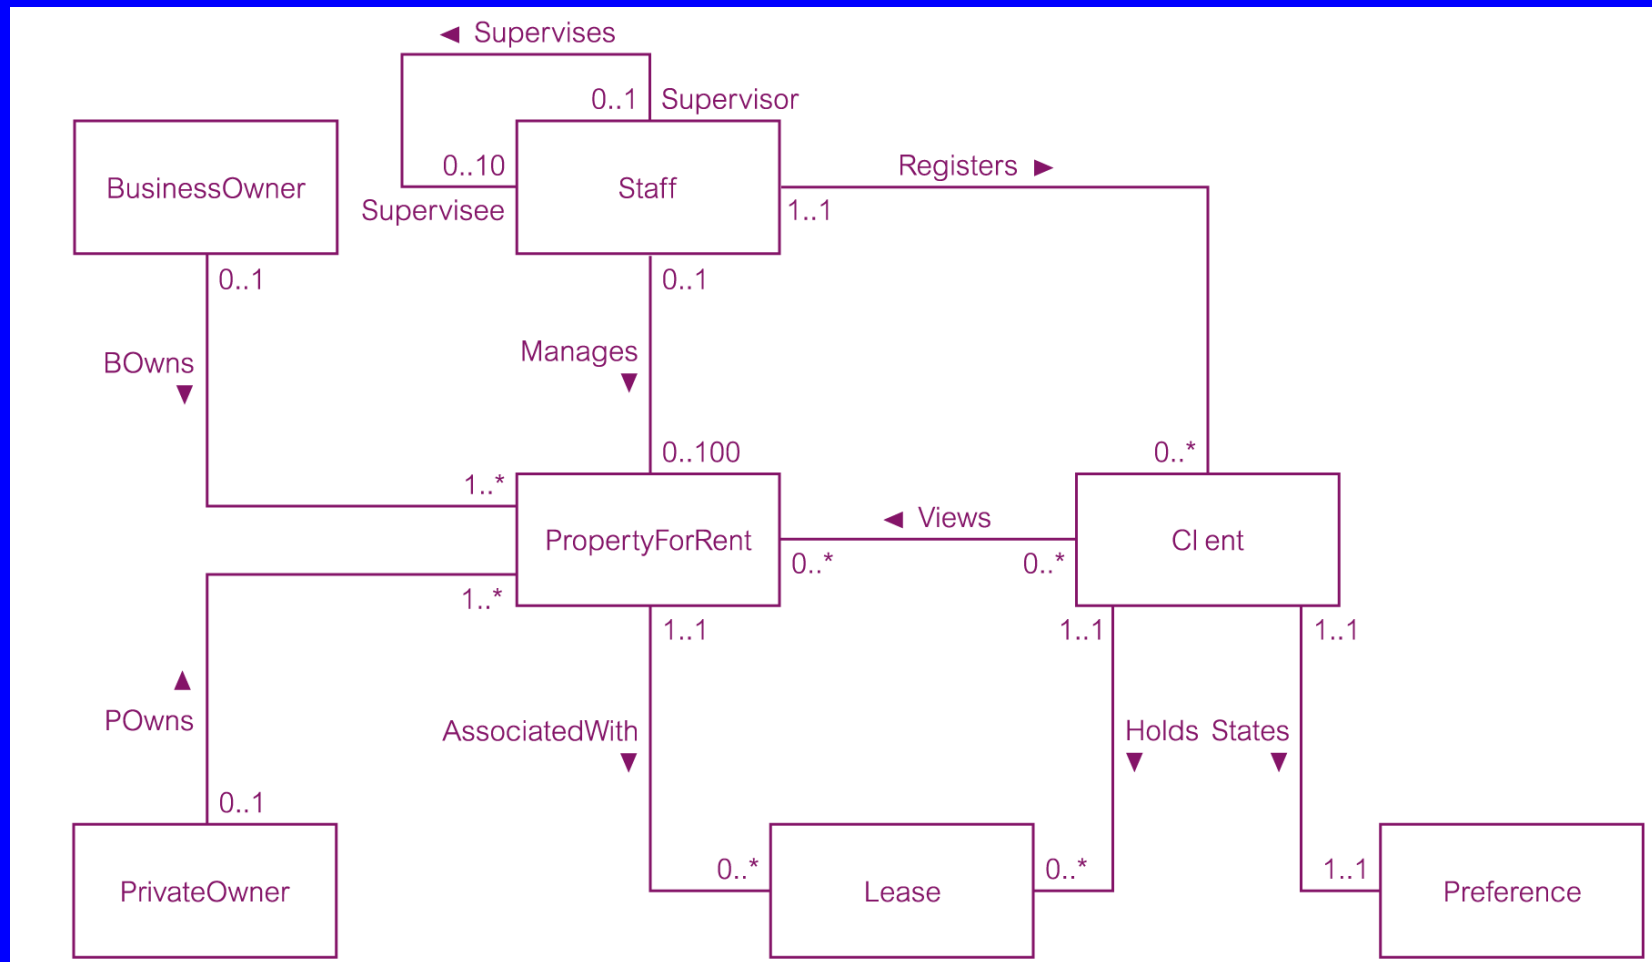 ◄ Supervises
0..1 Supervisor
0..10
Supervisee
BusinessOwner
Staff
Registers ►
1..1
0..1
0..1
BOwns
▼
Manages
▼
0..100
0..*
1..*
◄ Views
PropertyForRent
Cl ent
0..*
0..*
1..*
1..1
1..1
1..1
▲
POwns
AssociatedWith
▼
Holds
▼
States
▼
0..1
0..*
0..*
1..1
PrivateOwner
Lease
Preference